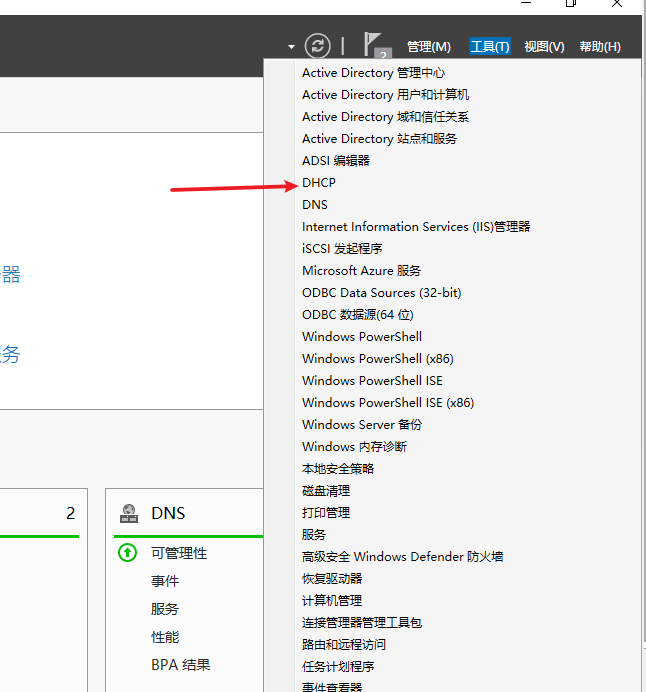 2
管理(M)
工具(T)
视图(V)
帮助(H)
Active Directory 管理中心
Active Directory 用户和计算机
Active Directory 域和信任关系
Active Directory 站点和服务
ADSI 编辑器
DHCP
DNS
Internet Information Services (IIS)管理器
iSCSI 发起程序
Microsoft Azure 服务
ODBC Data Sources (32-bit)
ODBC 数据源(64 位)
Windows PowerShell
Windows PowerShell (x86)
Windows PowerShell ISE
Windows PowerShell ISE (x86)
Windows Server 备份
Windows 内存诊断
本地安全策略
磁盘清理
打印管理
服务
高级安全 Windows Defender 防火墙
恢复驱动器
计算机管理
连接管理器管理工具包
路由和远程访问
任务计划程序
事件查看器
器
务
2
DNS
可管理性
事件
服务
性能
BPA 结果